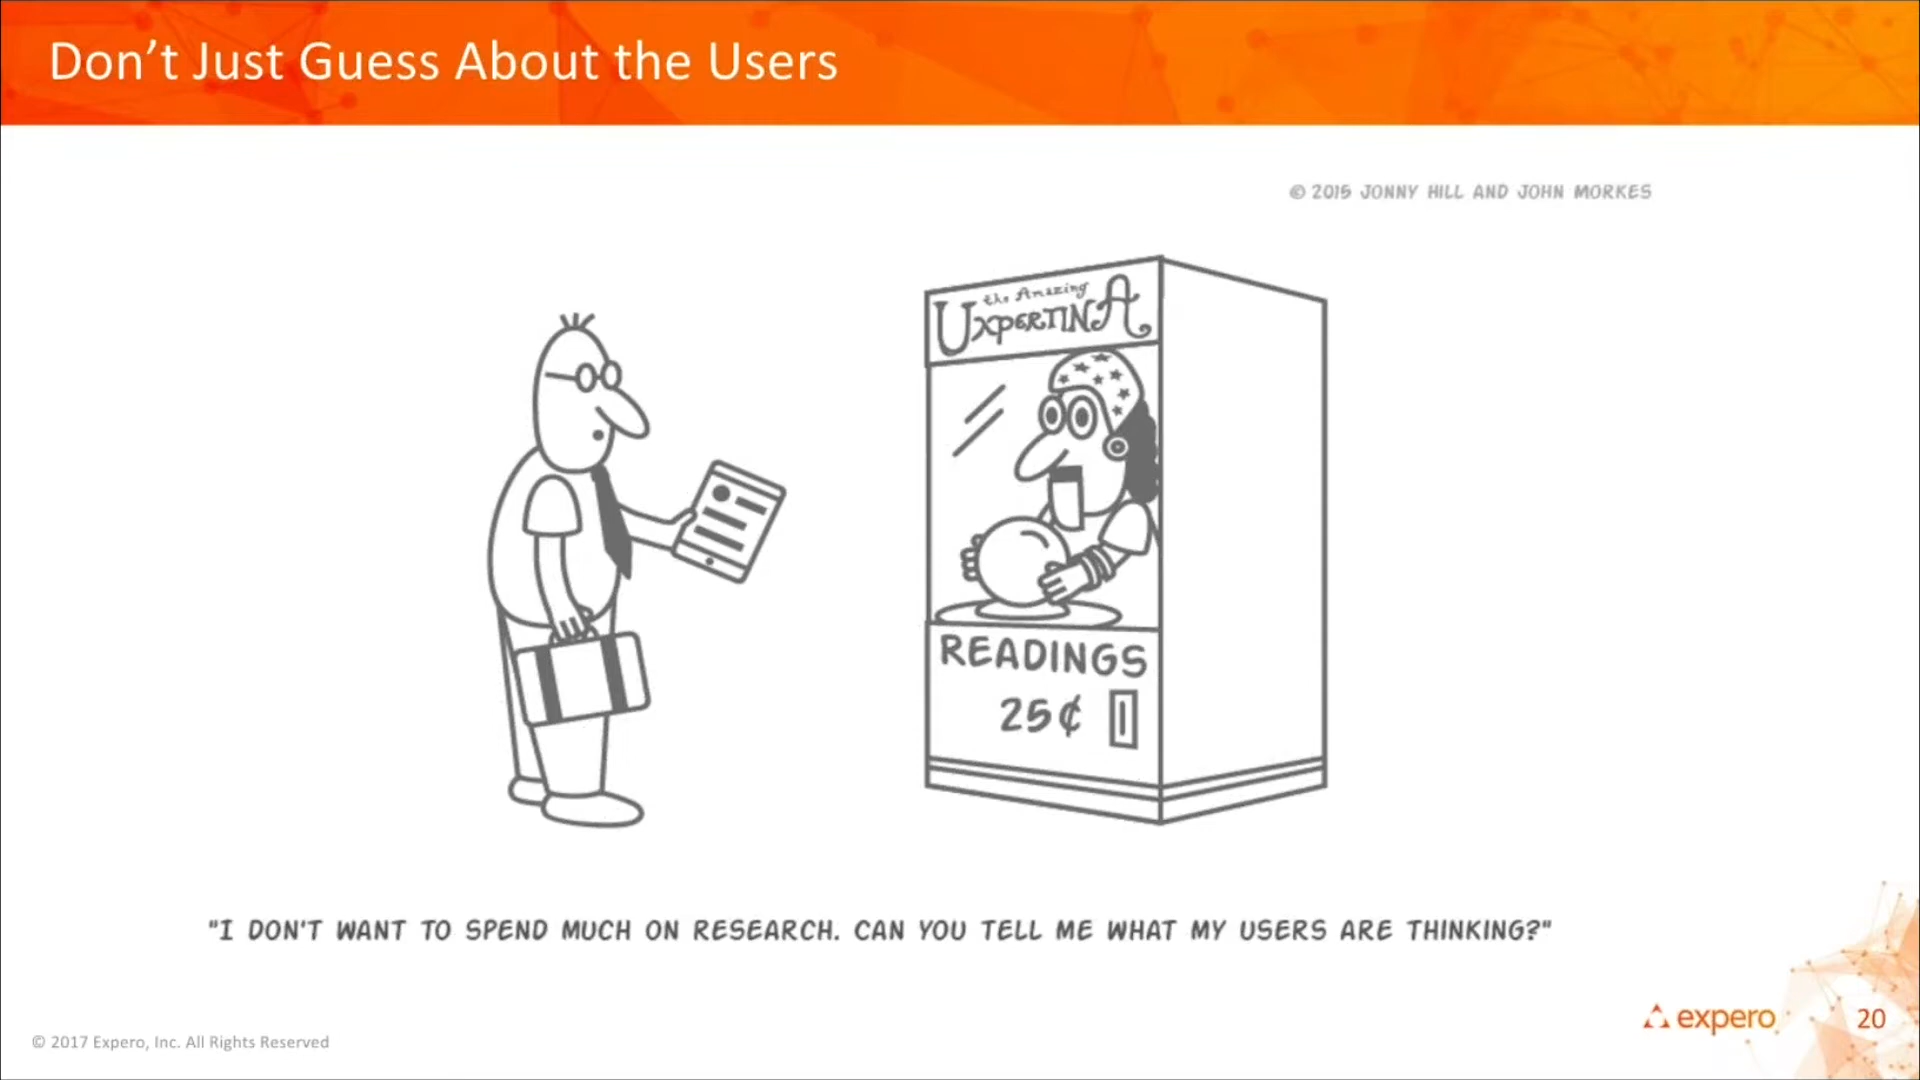 Don’t Just Guess About the Users
© 2015 JONNY HILL AND JOHN MORKES
the Amazing
UXPERTINA
READINGS
25¢
"I DON'T WANT TO SPEND MUCH ON RESEARCH. CAN YOU TELL ME WHAT MY USERS ARE THINKING?"
expero
20
© 2017 Expero, Inc. All Rights Reserved